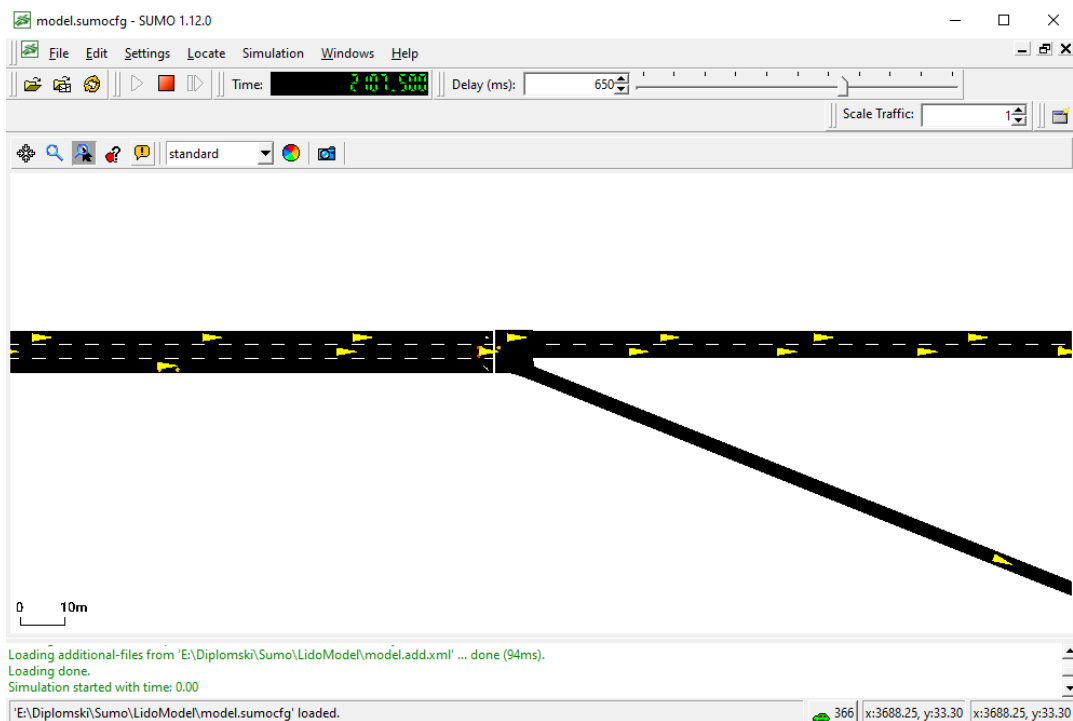 model.sumocfg - SUMO 1.12.0
File Edit Settings Locate Simulation Windows Help
Time: 2107.500 Delay (ms): 650
Scale Traffic: 1
standard
0 10m
Loading additional-files from 'E:\Diplomski\Sumo\LidoModel\model.add.xml' ... done (94ms).
Loading done.
Simulation started with time: 0.00
'E:\Diplomski\Sumo\LidoModel\model.sumocfg' loaded. 366 x:3688.25, y:33.30 x:3688.25, y:33.30